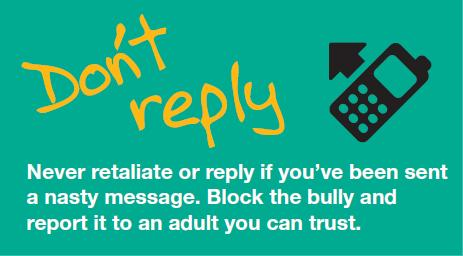 Don't
reply
Never retaliate or reply if you've been sent
a nasty message. Block the bully and
report it to an adult you can trust.